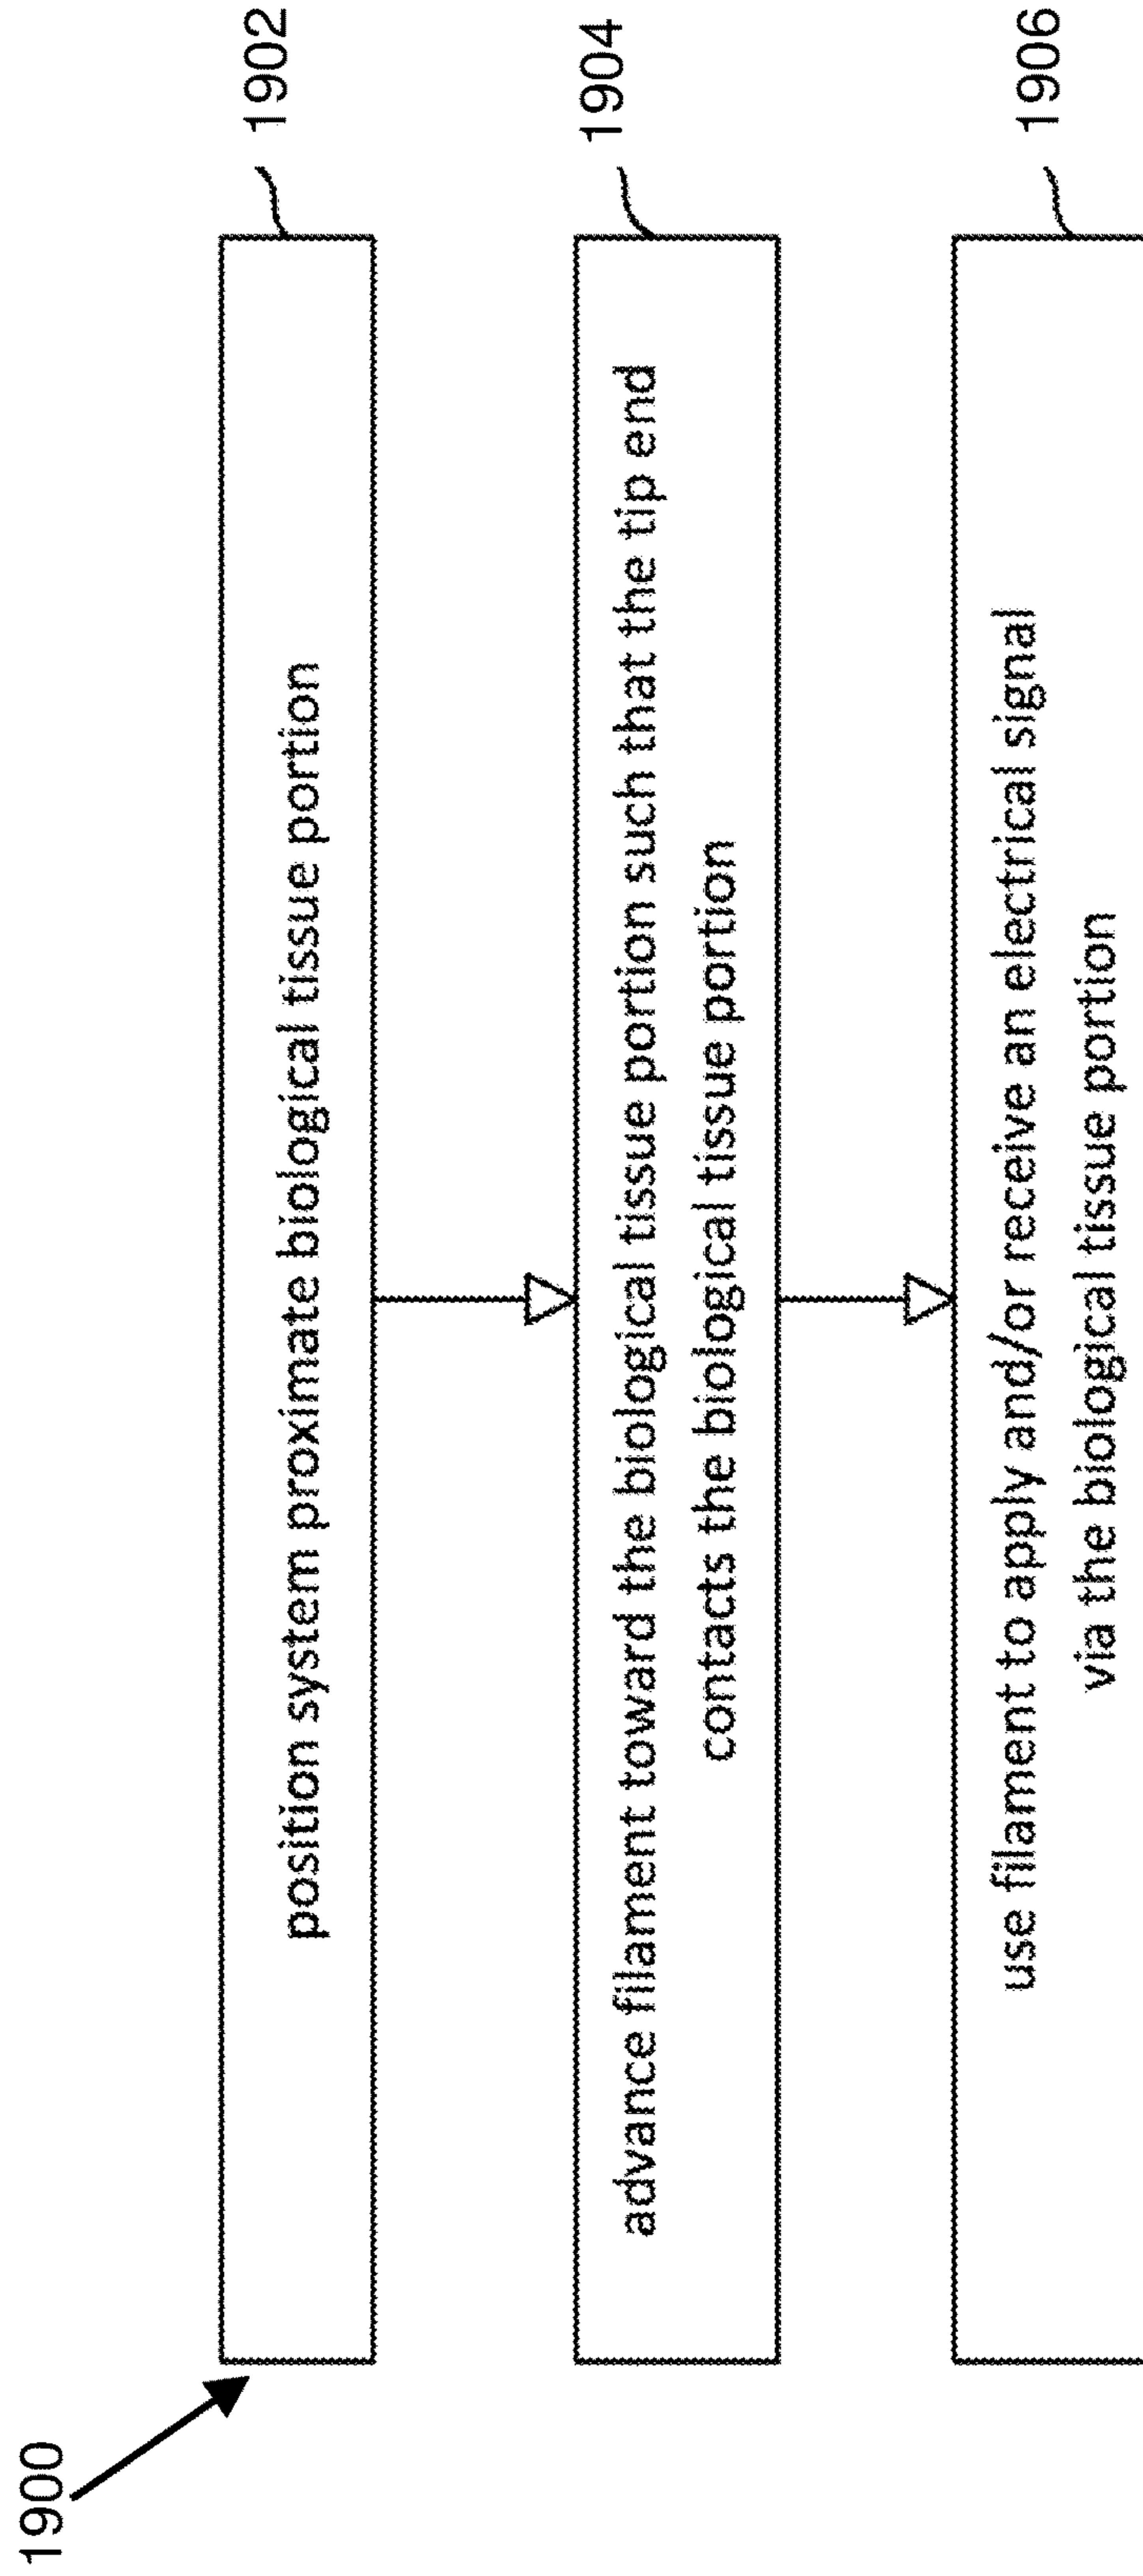 1900
position system proximate biological tissue portion
1902
advance filament toward the biological tissue portion such that the tip end
contacts the biological tissue portion
1904
use filament to apply and/or receive an electrical signal
via the biological tissue portion
1906